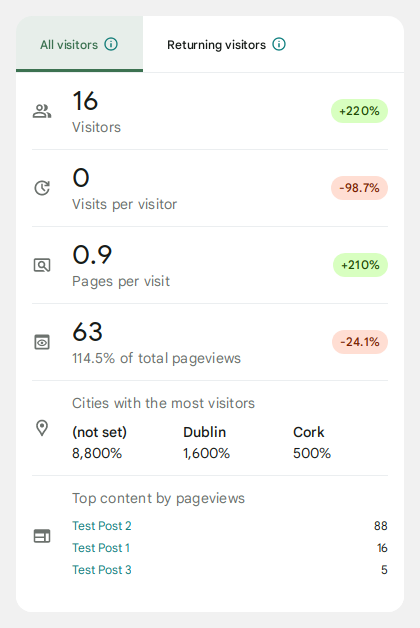 All visitors
Returning visitors
16
+220%
Visitors
0
-98.7%
Visits per visitor
0.9
+210%
Pages per visit
63
-24.1%
114.5% of total pageviews
Cities with the most visitors
(not set) Dublin Cork
8,800% 1,600% 500%
Top content by pageviews
Test Post 2 88
Test Post 1 16
Test Post 3 5